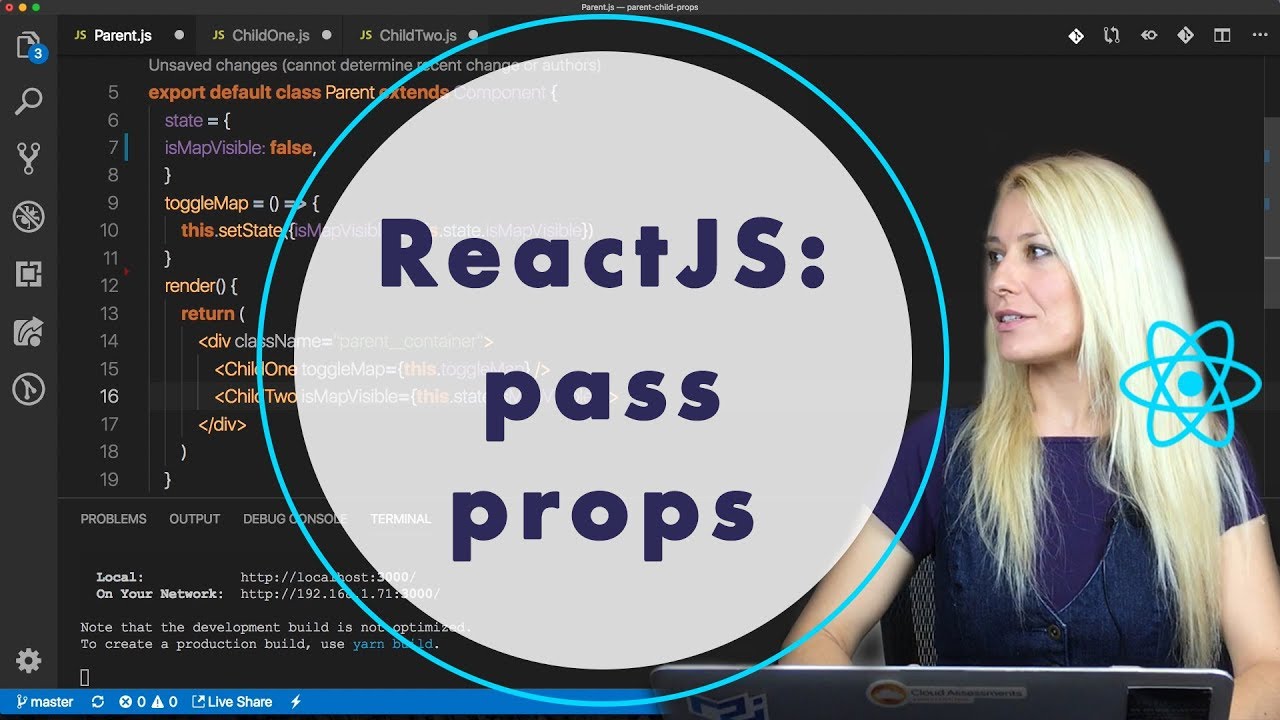 Parent.js — parent-child-props
JS Parent.js
JS ChildOne.js
JS ChildTwo.js
3
Unsaved changes (cannot determine recent change or authors)
5 export default class Parent extends Component {
6 state = {
7 isMapVisible: false,
8 }
9 toggleMap = () => {
10 this.setState({isMapVisib s.state.isMapVisible})
11 }
12 render() {
13 return (
14 <div className="parent__container">
15 <ChildOne toggleMap={this.toggleMap} />
16 <ChildTwo isMapVisible={this.state
17 </div>
18 )
19 }
ReactJS:
pass
props
PROBLEMS OUTPUT DEBUG CONSOLE TERMINAL
Local: http://localhost:3000/
On Your Network: http://192.168.1.71:3000/
Note that the development build is not optimized.
To create a production build, use yarn build.
master 0 0 Live Share
Cloud Assessments